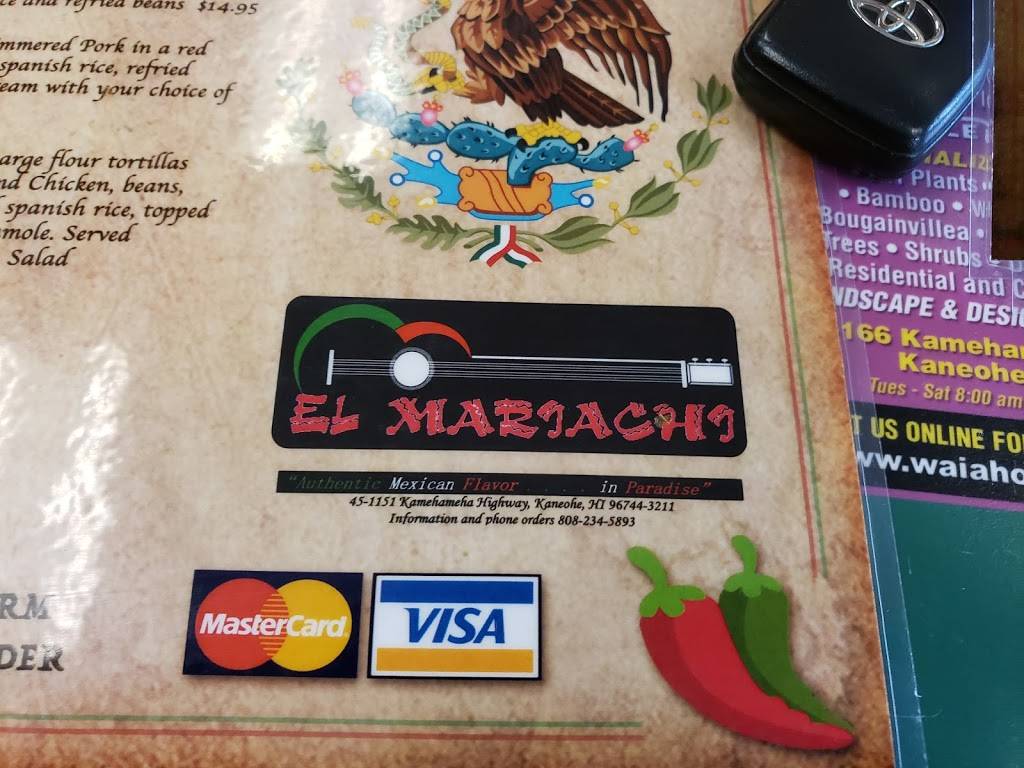 and refried beans $14.95
mmered Pork in a red
spanish rice, refried
eam with your choice of
arge flour tortillas
nd Chicken, beans,
spanish rice, topped
mole. Served
Salad
EL MARIACHI
"Authentic Mexican Flavor . . . . . in Paradise"
45-1151 Kamehameha Highway, Kaneohe, HI 96744-3211
Information and phone orders 808-234-5893
RM
DER
MasterCard
VISA
Plants
• Bamboo •
Bougainvillea •
Trees • Shrubs •
Residential and
NDSCAPE & DESI
166 Kameha
Kaneohe
Tues - Sat 8:00 am
T US ONLINE FO
ww.waiaho